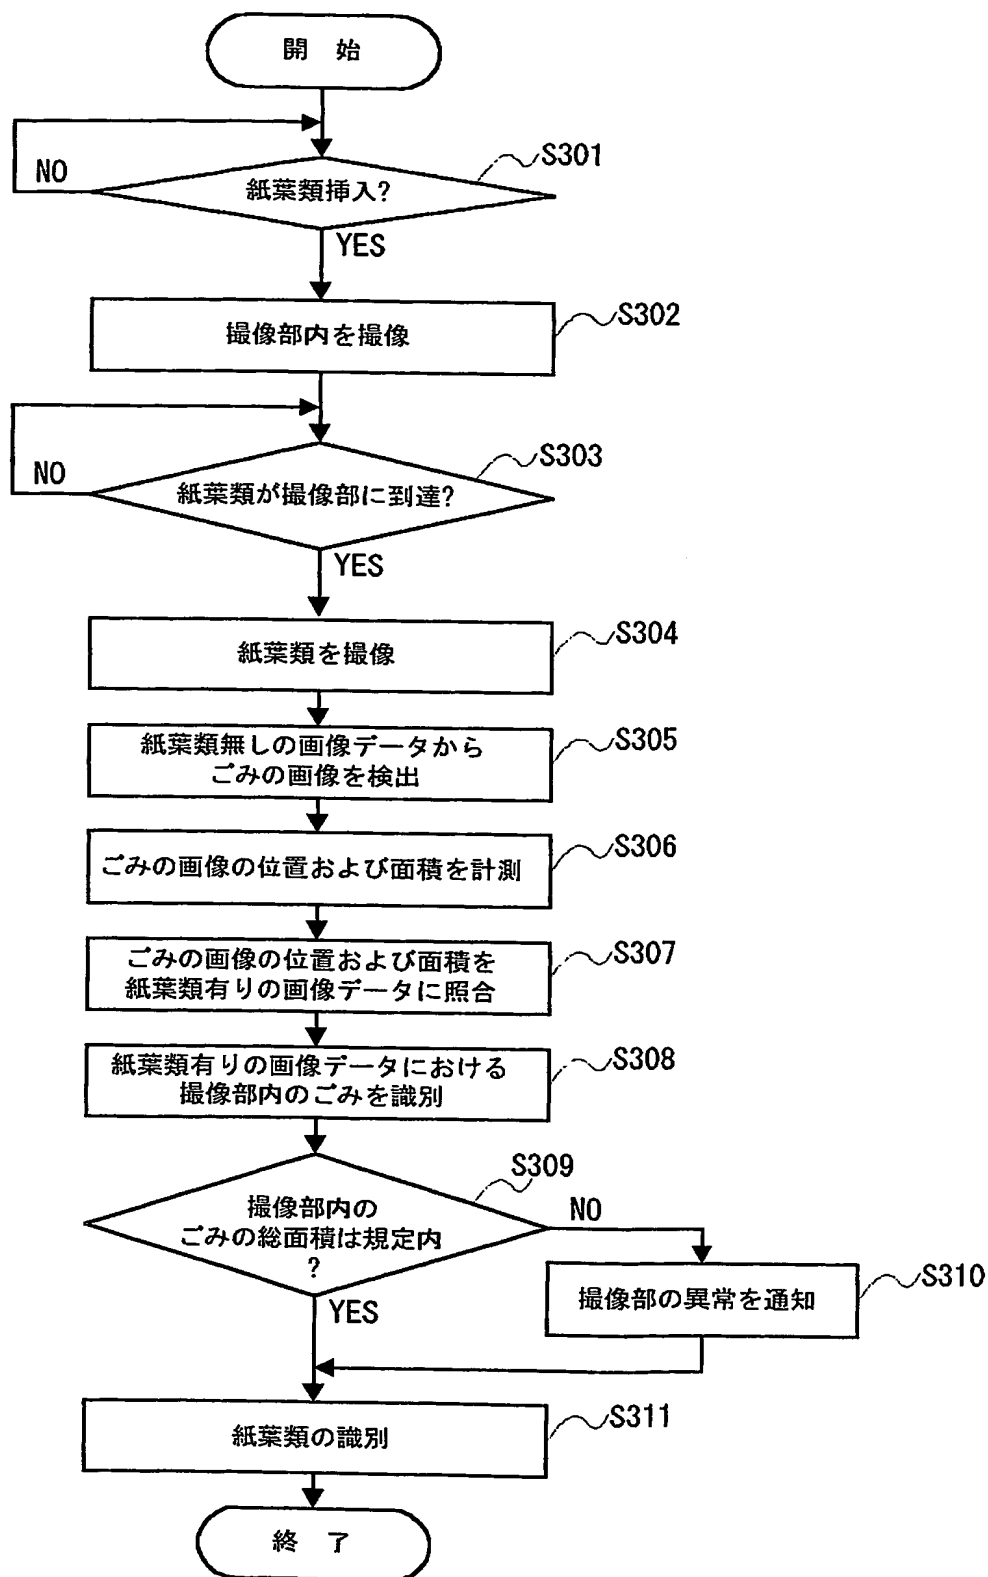 開 始
S301
NO
紙葉類挿入?
YES
S302
撮像部内を撮像
S303
NO
紙葉類が撮像部に到達?
YES
S304
紙葉類を撮像
S305
紙葉類無しの画像データから
ごみの画像を検出
S306
ごみの画像の位置および面積を計測
S307
ごみの画像の位置および面積を
紙葉類有りの画像データに照合
S308
紙葉類有りの画像データにおける
撮像部内のごみを識別
S309
撮像部内の
ごみの総面積は規定内
?
NO
YES
S310
撮像部の異常を通知
S311
紙葉類の識別
終 了